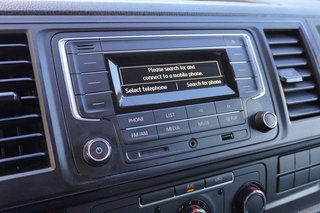 Please search for and
connect to a mobile phone.
Select telephone Search for phone
PHONE LIST
FM/AM MEDIA MUTE SETUP
A/C